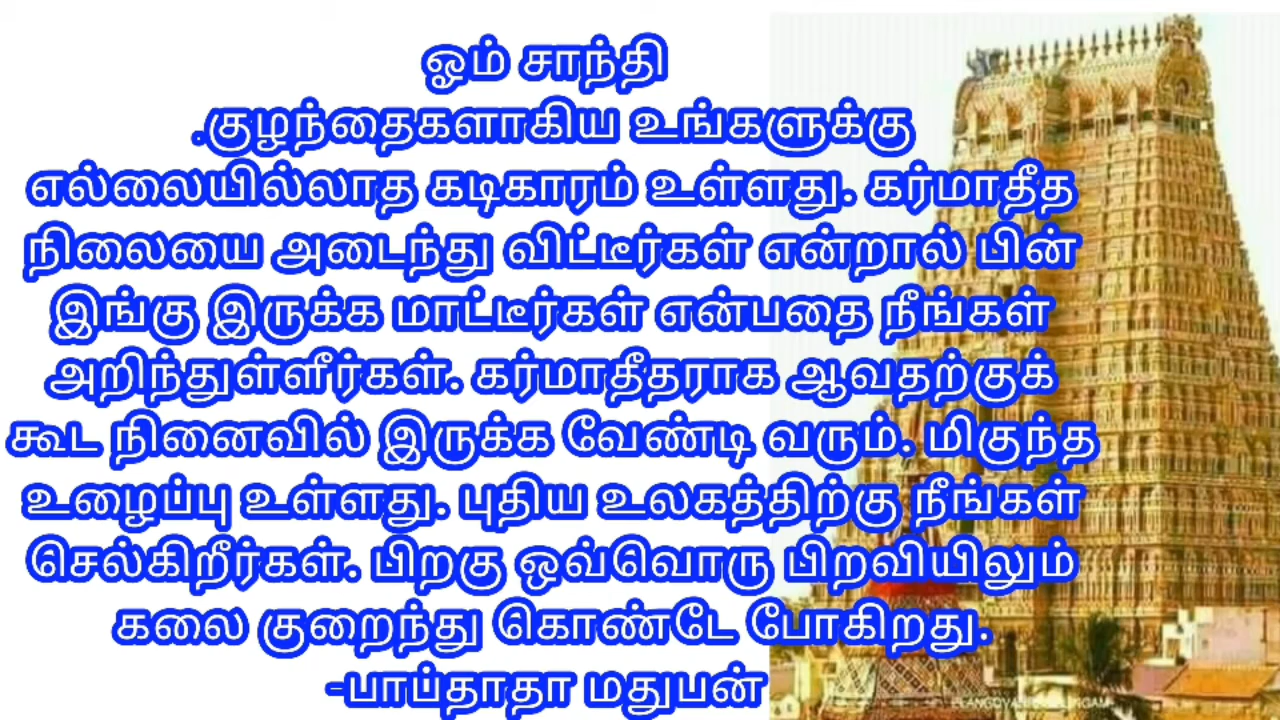 ஓம் சாந்தி
.குழந்தைகளாகிய உங்களுக்கு
எல்லையில்லாத கடிகாரம் உள்ளது. கர்மாதீத
நிலையை அடைந்து விட்டீர்கள் என்றால் பின்
இங்கு இருக்க மாட்டீர்கள் என்பதை நீங்கள்
அறிந்துள்ளீர்கள். கர்மாதீதராக ஆவதற்குக்
கூட நினைவில் இருக்க வேண்டி வரும். மிகுந்த
உழைப்பு உள்ளது. புதிய உலகத்திற்கு நீங்கள்
செல்கிறீர்கள். பிறகு ஒவ்வொரு பிறவியிலும்
கலை குறைந்து கொண்டே போகிறது.
-பாப்தாதா மதுபன்